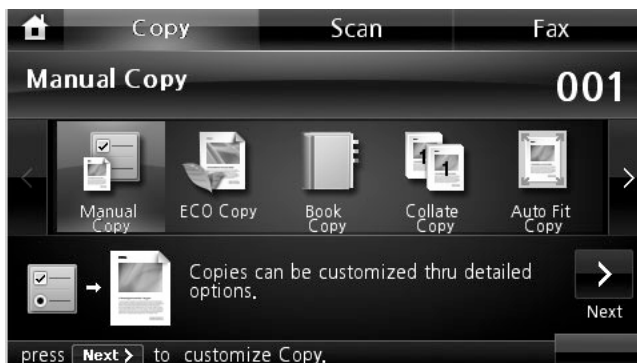 Copy Scan Fax
Manual Copy 001
Manual Copy
ECO Copy
Book Copy
Collate Copy
Auto Fit Copy
Copies can be customized thru detailed
options.
Next
press Next > to customize Copy.